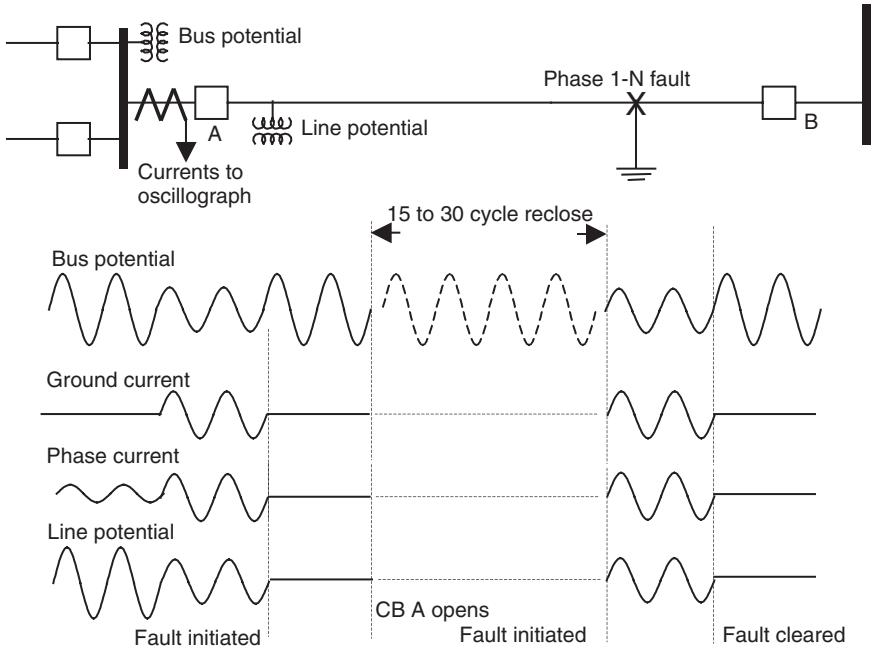 Bus potential
Phase 1-N fault
A
Line potential
B
Currents to
oscillograph
15 to 30 cycle reclose
Bus potential
Ground current
Phase current
Line potential
CB A opens
Fault initiated
Fault initiated
Fault cleared